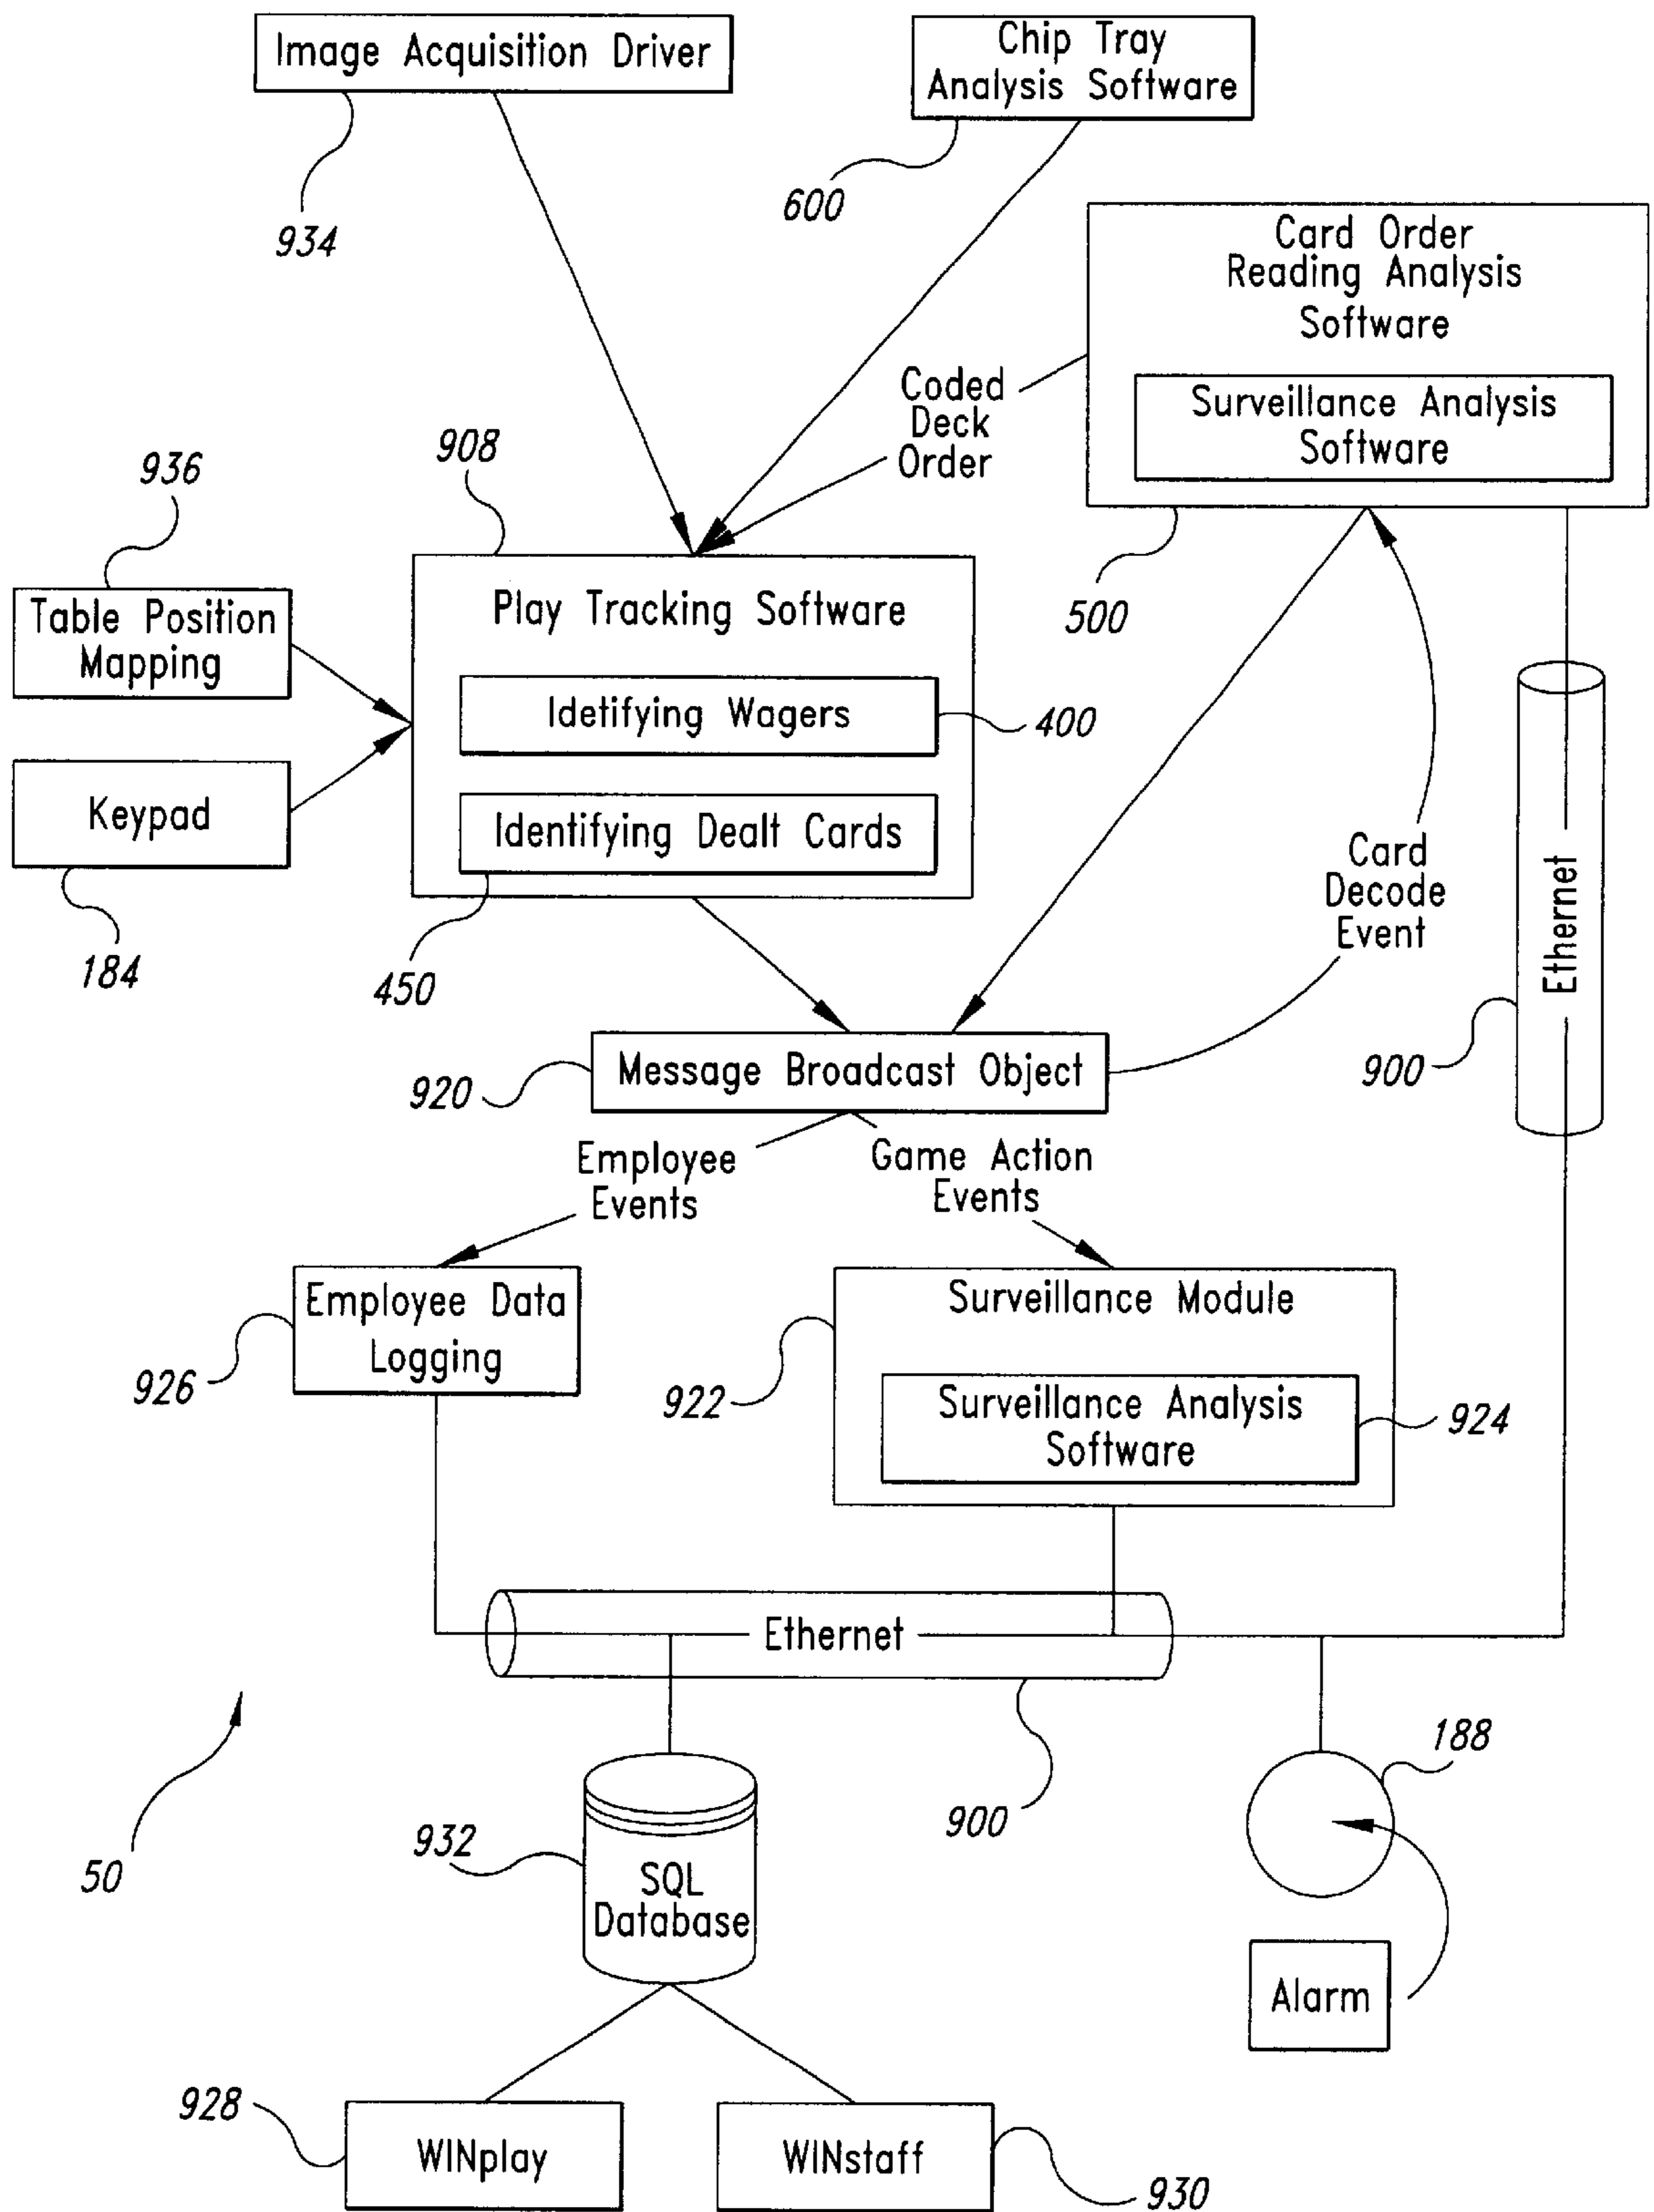 Image Acquisition Driver
934
Chip Tray
Analysis Software
600
Card Order
Reading Analysis
Software
Surveillance Analysis
Software
500
Coded
Deck
Order
908
936
Table Position
Mapping
Keypad
184
Play Tracking Software
Idetifying Wagers
400
Identifying Dealt Cards
450
Card
Decode
Event
Ethernet
900
Message Broadcast Object
920
Employee
Events
Game Action
Events
Employee Data
Logging
926
Surveillance Module
922
Surveillance Analysis
Software
924
Ethernet
900
188
50
932
SQL
Database
Alarm
928
WINplay
WINstaff
930